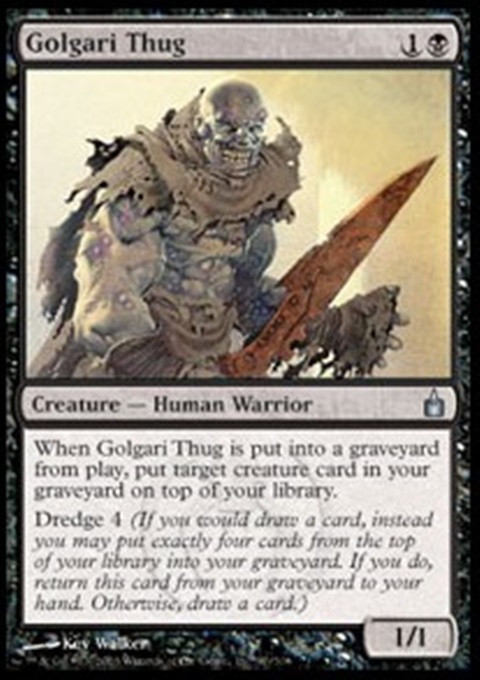 Golgari Thug 1
Creature — Human Warrior
When Golgari Thug is put into a graveyard
from play, put target creature card in your
graveyard on top of your library.
Dredge 4 (If you would draw a card, instead
you may put exactly four cards from the top
of your library into your graveyard. If you do,
return this card from your graveyard to your
hand. Otherwise, draw a card.)
1/1
Kev Walker